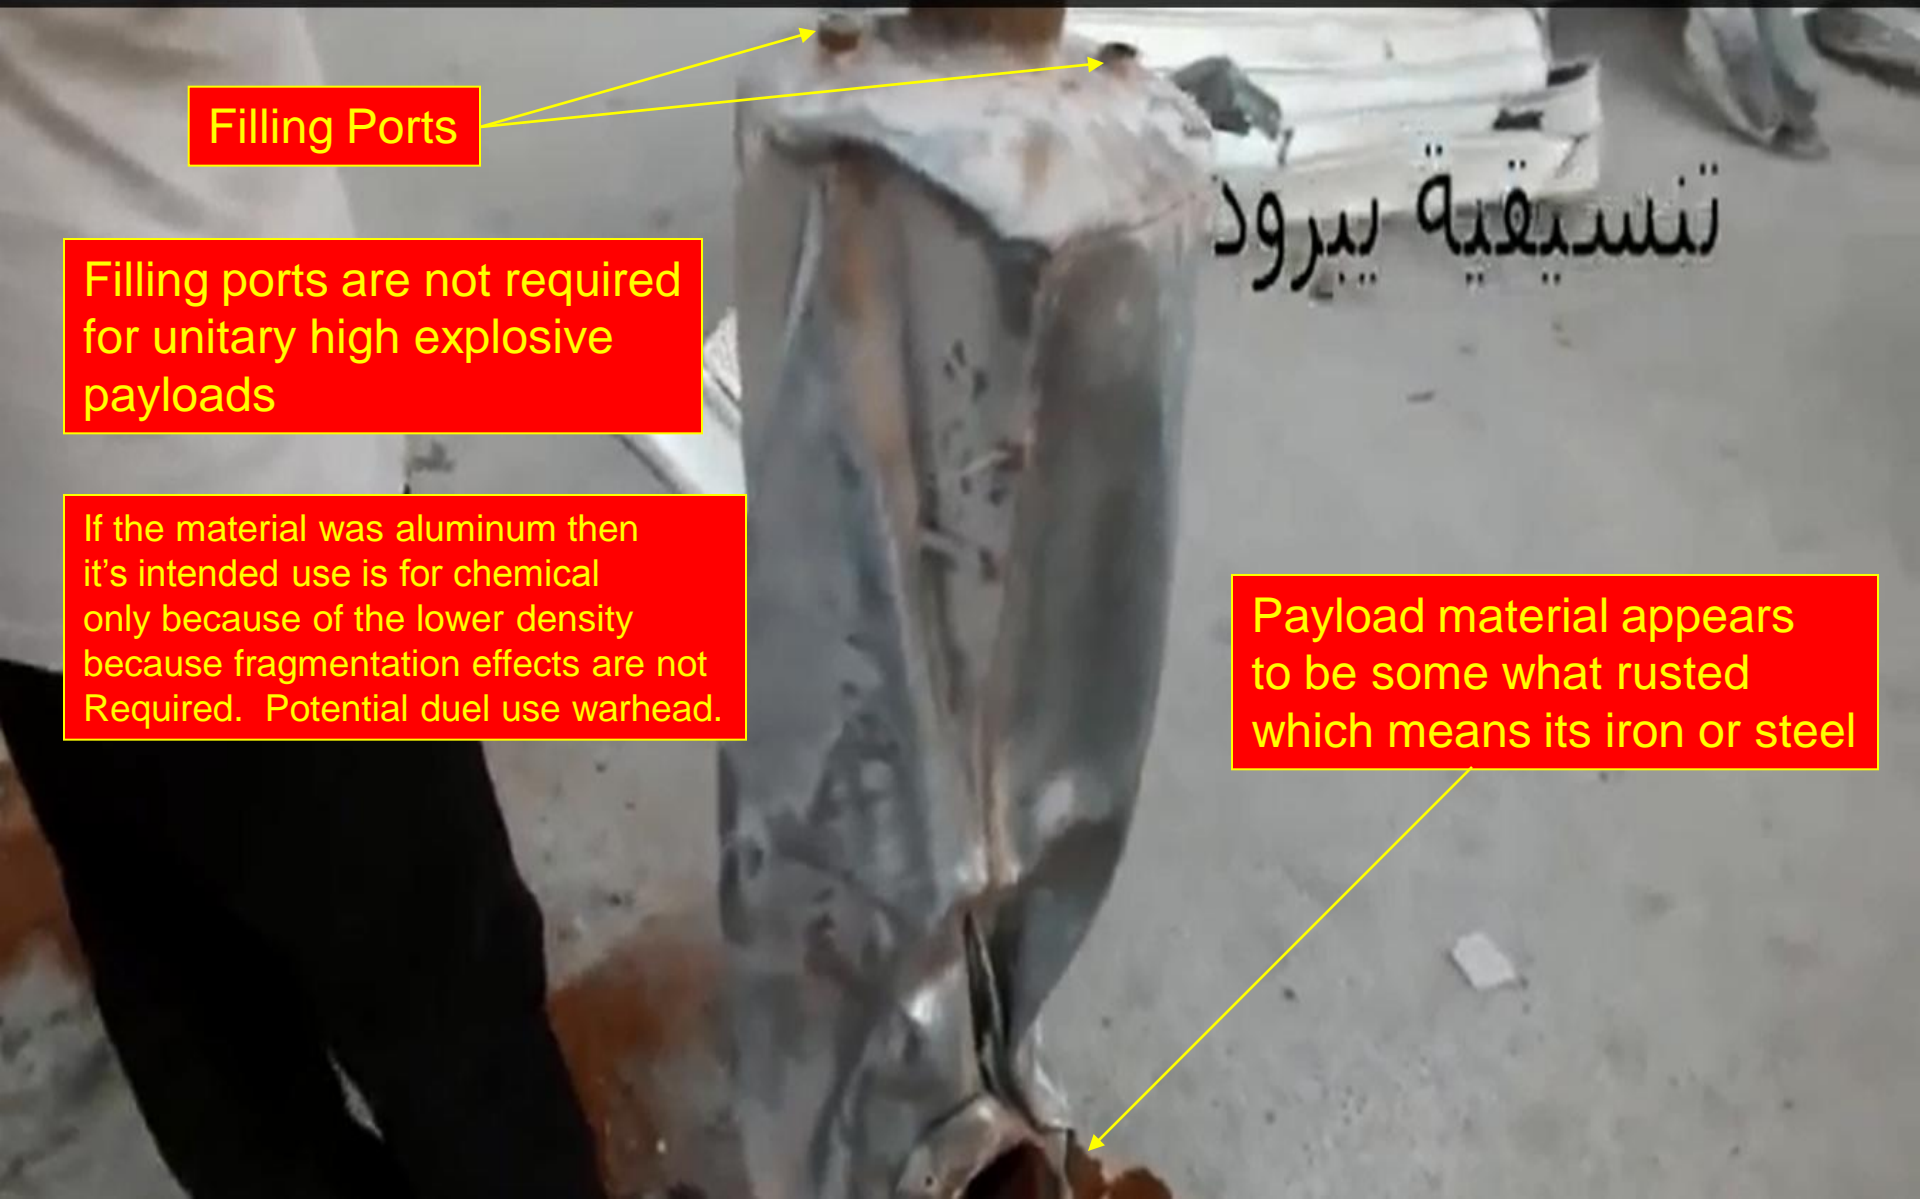 Filling Ports
تنسيقية يبرود
Filling ports are not required
for unitary high explosive
payloads
If the material was aluminum then
it's intended use is for chemical
only because of the lower density
because fragmentation effects are not
Required.  Potential duel use warhead.
Payload material appears
to be some what rusted
which means its iron or steel